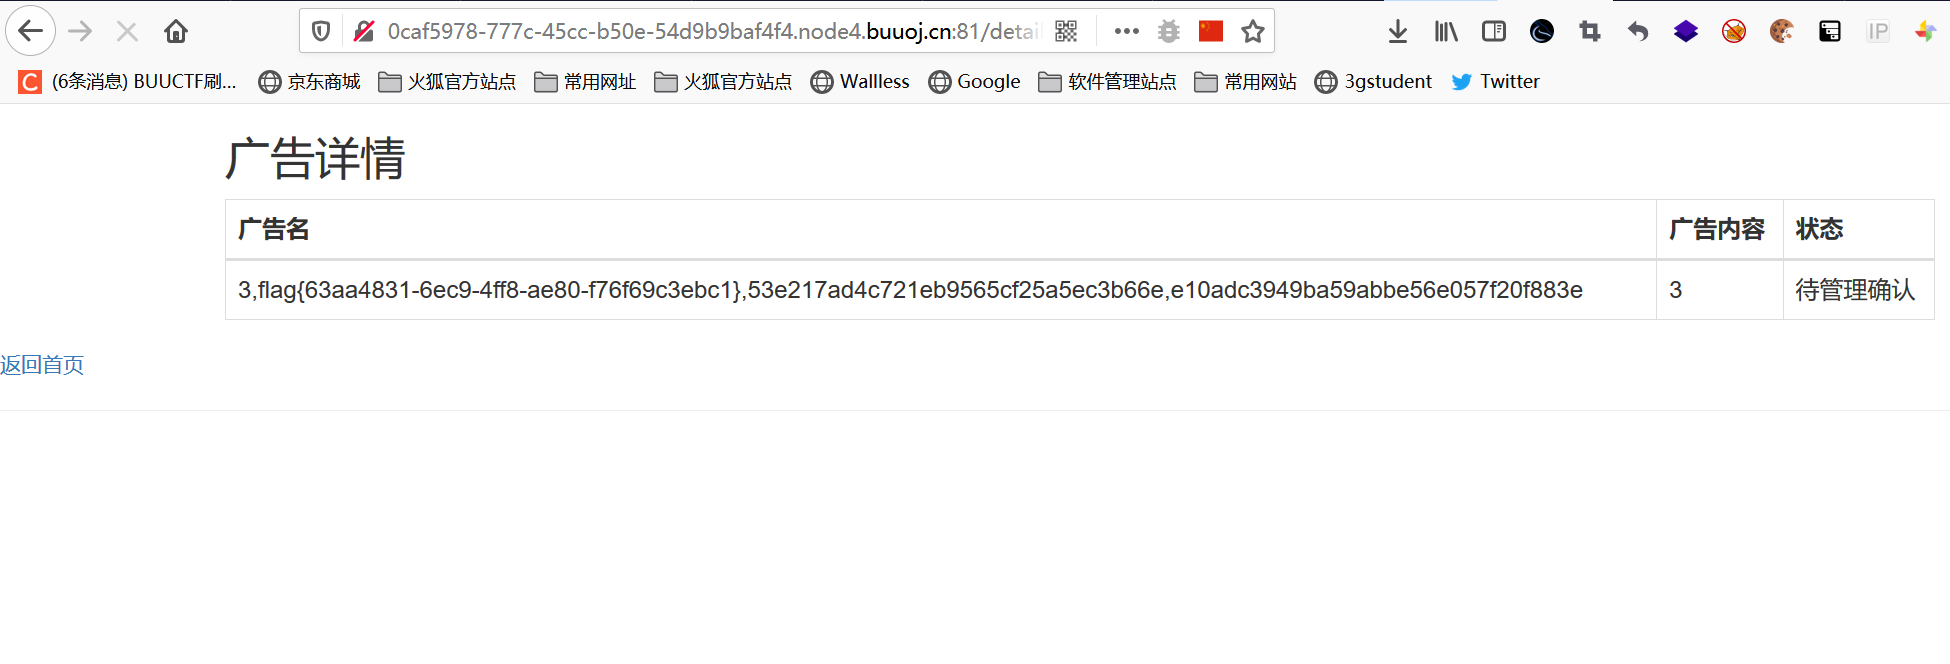 0caf5978-777c-45cc-b50e-54d9b9baf4f4.node4.buuoj.cn:81/detail
IP
(6条消息) BUUCTF刷... 京东商城 火狐官方站点 常用网址 火狐官方站点 Wallless Google 软件管理站点 常用网站 3gstudent Twitter
广告详情
广告名 广告内容 状态
3,flag{63aa4831-6ec9-4ff8-ae80-f76f69c3ebc1},53e217ad4c721eb9565cf25a5ec3b66e,e10adc3949ba59abbe56e057f20f883e 3 待管理确认
返回首页